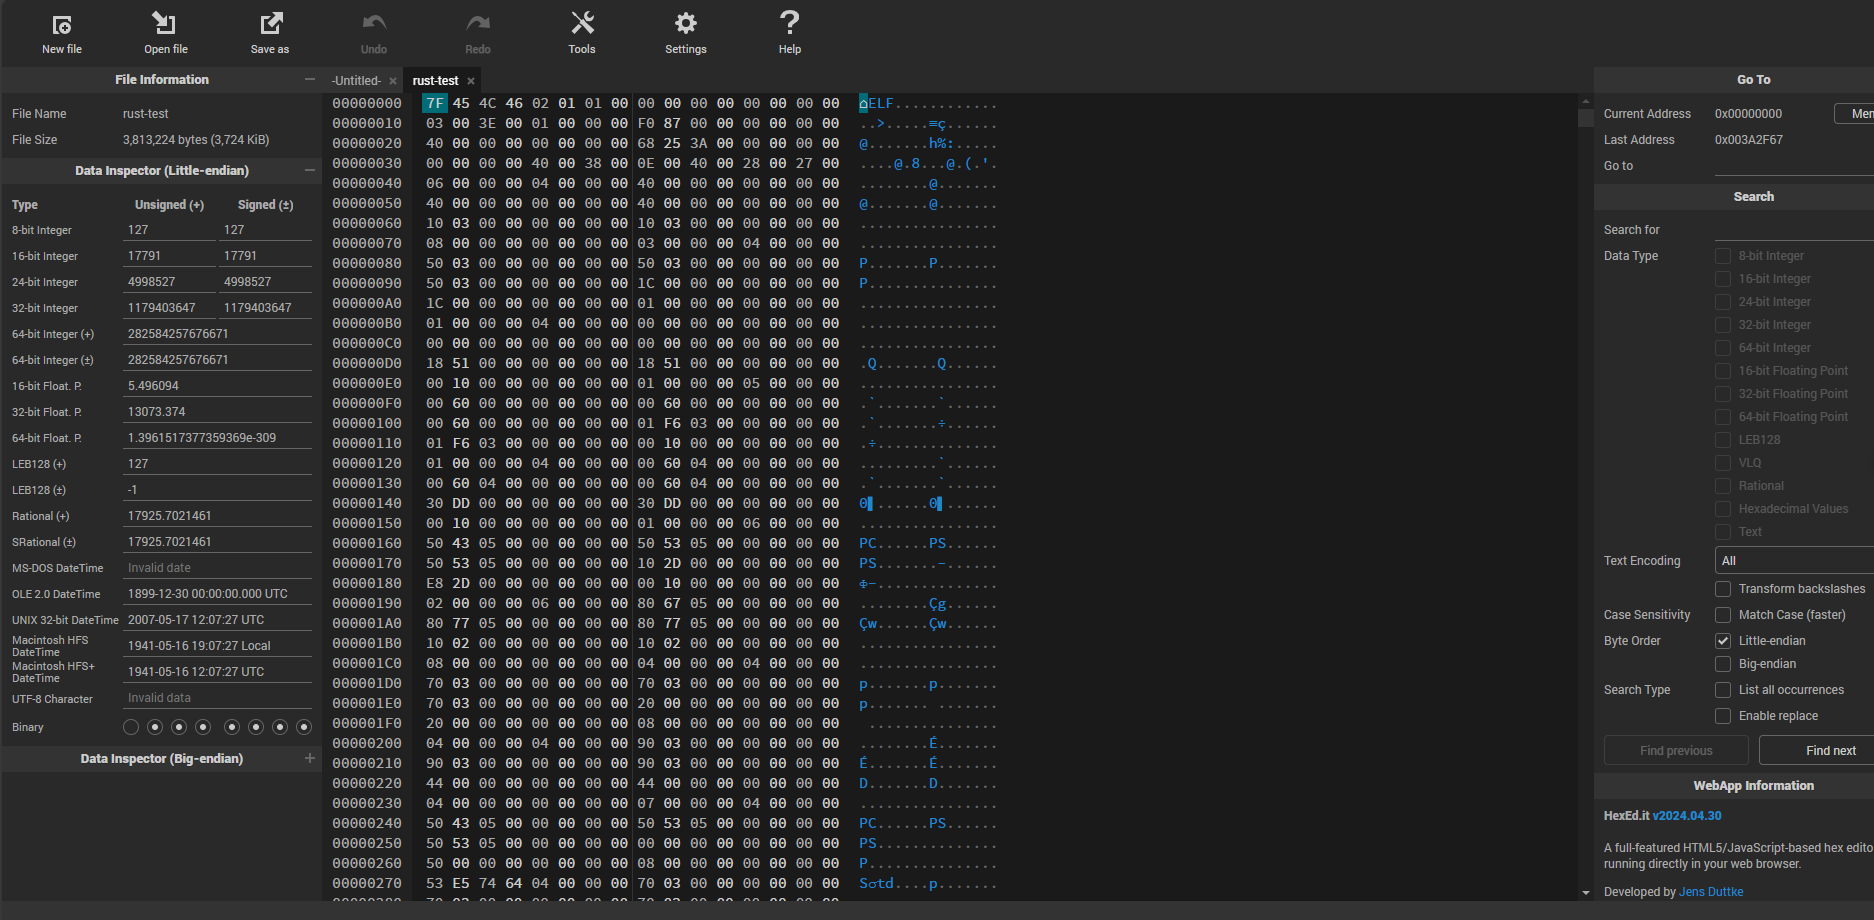 New file Open file Save as Undo Redo Tools Settings Help
File Information
File Name rust-test
File Size 3,813,224 bytes (3,724 KiB)
Data Inspector (Little-endian)
Type Unsigned (+) Signed (±)
8-bit Integer 127 127
16-bit Integer 17791 17791
24-bit Integer 4998527 4998527
32-bit Integer 1179403647 1179403647
64-bit Integer (+) 282584257676671
64-bit Integer (±) 282584257676671
16-bit Float. P. 5.496094
32-bit Float. P. 13073.374
64-bit Float. P. 1.3961517377359369e-309
LEB128 (+) 127
LEB128 (±) -1
Rational (+) 17925.7021461
SRational (±) 17925.7021461
MS-DOS DateTime Invalid date
OLE 2.0 DateTime 1899-12-30 00:00:00.000 UTC
UNIX 32-bit DateTime 2007-05-17 12:07:27 UTC
Macintosh HFS DateTime 1941-05-16 19:07:27 Local
Macintosh HFS+ DateTime 1941-05-16 12:07:27 UTC
UTF-8 Character Invalid data
Binary
Data Inspector (Big-endian)
-Untitled- × rust-test ×
00000000 7F 45 4C 46 02 01 01 00 00 00 00 00 00 00 00 00 ⌂ELF............
00000010 03 00 3E 00 01 00 00 00 F0 87 00 00 00 00 00 00 ..>.....≡ç......
00000020 40 00 00 00 00 00 00 00 68 25 3A 00 00 00 00 00 @.......h%:.....
00000030 00 00 00 00 40 00 38 00 0E 00 40 00 28 00 27 00 ....@.8...@.(.'.
00000040 06 00 00 00 04 00 00 00 40 00 00 00 00 00 00 00 ........@.......
00000050 40 00 00 00 00 00 00 00 40 00 00 00 00 00 00 00 @.......@.......
00000060 10 03 00 00 00 00 00 00 10 03 00 00 00 00 00 00 ................
00000070 08 00 00 00 00 00 00 00 03 00 00 00 04 00 00 00 ................
00000080 50 03 00 00 00 00 00 00 50 03 00 00 00 00 00 00 P.......P.......
00000090 50 03 00 00 00 00 00 00 1C 00 00 00 00 00 00 00 P...............
000000A0 1C 00 00 00 00 00 00 00 01 00 00 00 00 00 00 00 ................
000000B0 01 00 00 00 04 00 00 00 00 00 00 00 00 00 00 00 ................
000000C0 00 00 00 00 00 00 00 00 00 00 00 00 00 00 00 00 ................
000000D0 18 51 00 00 00 00 00 00 18 51 00 00 00 00 00 00 .Q.......Q......
000000E0 00 10 00 00 00 00 00 00 01 00 00 00 05 00 00 00 ................
000000F0 00 60 00 00 00 00 00 00 00 60 00 00 00 00 00 00 .`.......`......
00000100 00 60 00 00 00 00 00 00 01 F6 03 00 00 00 00 00 .`.......÷......
00000110 01 F6 03 00 00 00 00 00 00 10 00 00 00 00 00 00 .÷..............
00000120 01 00 00 00 04 00 00 00 00 60 04 00 00 00 00 00 .........`......
00000130 00 60 04 00 00 00 00 00 00 60 04 00 00 00 00 00 .`.......`......
00000140 30 DD 00 00 00 00 00 00 30 DD 00 00 00 00 00 00 0▌......0▌......
00000150 00 10 00 00 00 00 00 00 01 00 00 00 06 00 00 00 ................
00000160 50 43 05 00 00 00 00 00 50 53 05 00 00 00 00 00 PC......PS......
00000170 50 53 05 00 00 00 00 00 10 2D 00 00 00 00 00 00 PS.......-......
00000180 E8 2D 00 00 00 00 00 00 00 10 00 00 00 00 00 00 Φ-..............
00000190 02 00 00 00 06 00 00 00 80 67 05 00 00 00 00 00 ........Çg......
000001A0 80 77 05 00 00 00 00 00 80 77 05 00 00 00 00 00 Çw......Çw......
000001B0 10 02 00 00 00 00 00 00 10 02 00 00 00 00 00 00 ................
000001C0 08 00 00 00 00 00 00 00 04 00 00 00 04 00 00 00 ................
000001D0 70 03 00 00 00 00 00 00 70 03 00 00 00 00 00 00 p.......p.......
000001E0 70 03 00 00 00 00 00 00 20 00 00 00 00 00 00 00 p....... .......
000001F0 20 00 00 00 00 00 00 00 08 00 00 00 00 00 00 00  ...............
00000200 04 00 00 00 04 00 00 00 90 03 00 00 00 00 00 00 ........É.......
00000210 90 03 00 00 00 00 00 00 90 03 00 00 00 00 00 00 É.......É.......
00000220 44 00 00 00 00 00 00 00 44 00 00 00 00 00 00 00 D.......D.......
00000230 04 00 00 00 00 00 00 00 07 00 00 00 04 00 00 00 ................
00000240 50 43 05 00 00 00 00 00 50 53 05 00 00 00 00 00 PC......PS......
00000250 50 53 05 00 00 00 00 00 00 00 00 00 00 00 00 00 PS..............
00000260 50 00 00 00 00 00 00 00 08 00 00 00 00 00 00 00 P...............
00000270 53 E5 74 64 04 00 00 00 70 03 00 00 00 00 00 00 Sσtd....p.......
Go To
Current Address 0x00000000 Mem
Last Address 0x003A2F67
Go to
Search
Search for
Data Type 8-bit Integer
16-bit Integer
24-bit Integer
32-bit Integer
64-bit Integer
16-bit Floating Point
32-bit Floating Point
64-bit Floating Point
LEB128
VLQ
Rational
Hexadecimal Values
Text
Text Encoding All
Transform backslashes
Case Sensitivity Match Case (faster)
Byte Order Little-endian
Big-endian
Search Type List all occurrences
Enable replace
Find previous Find next
WebApp Information
HexEd.it v2024.04.30
A full-featured HTML5/JavaScript-based hex edito
running directly in your web browser.
Developed by Jens Duttke